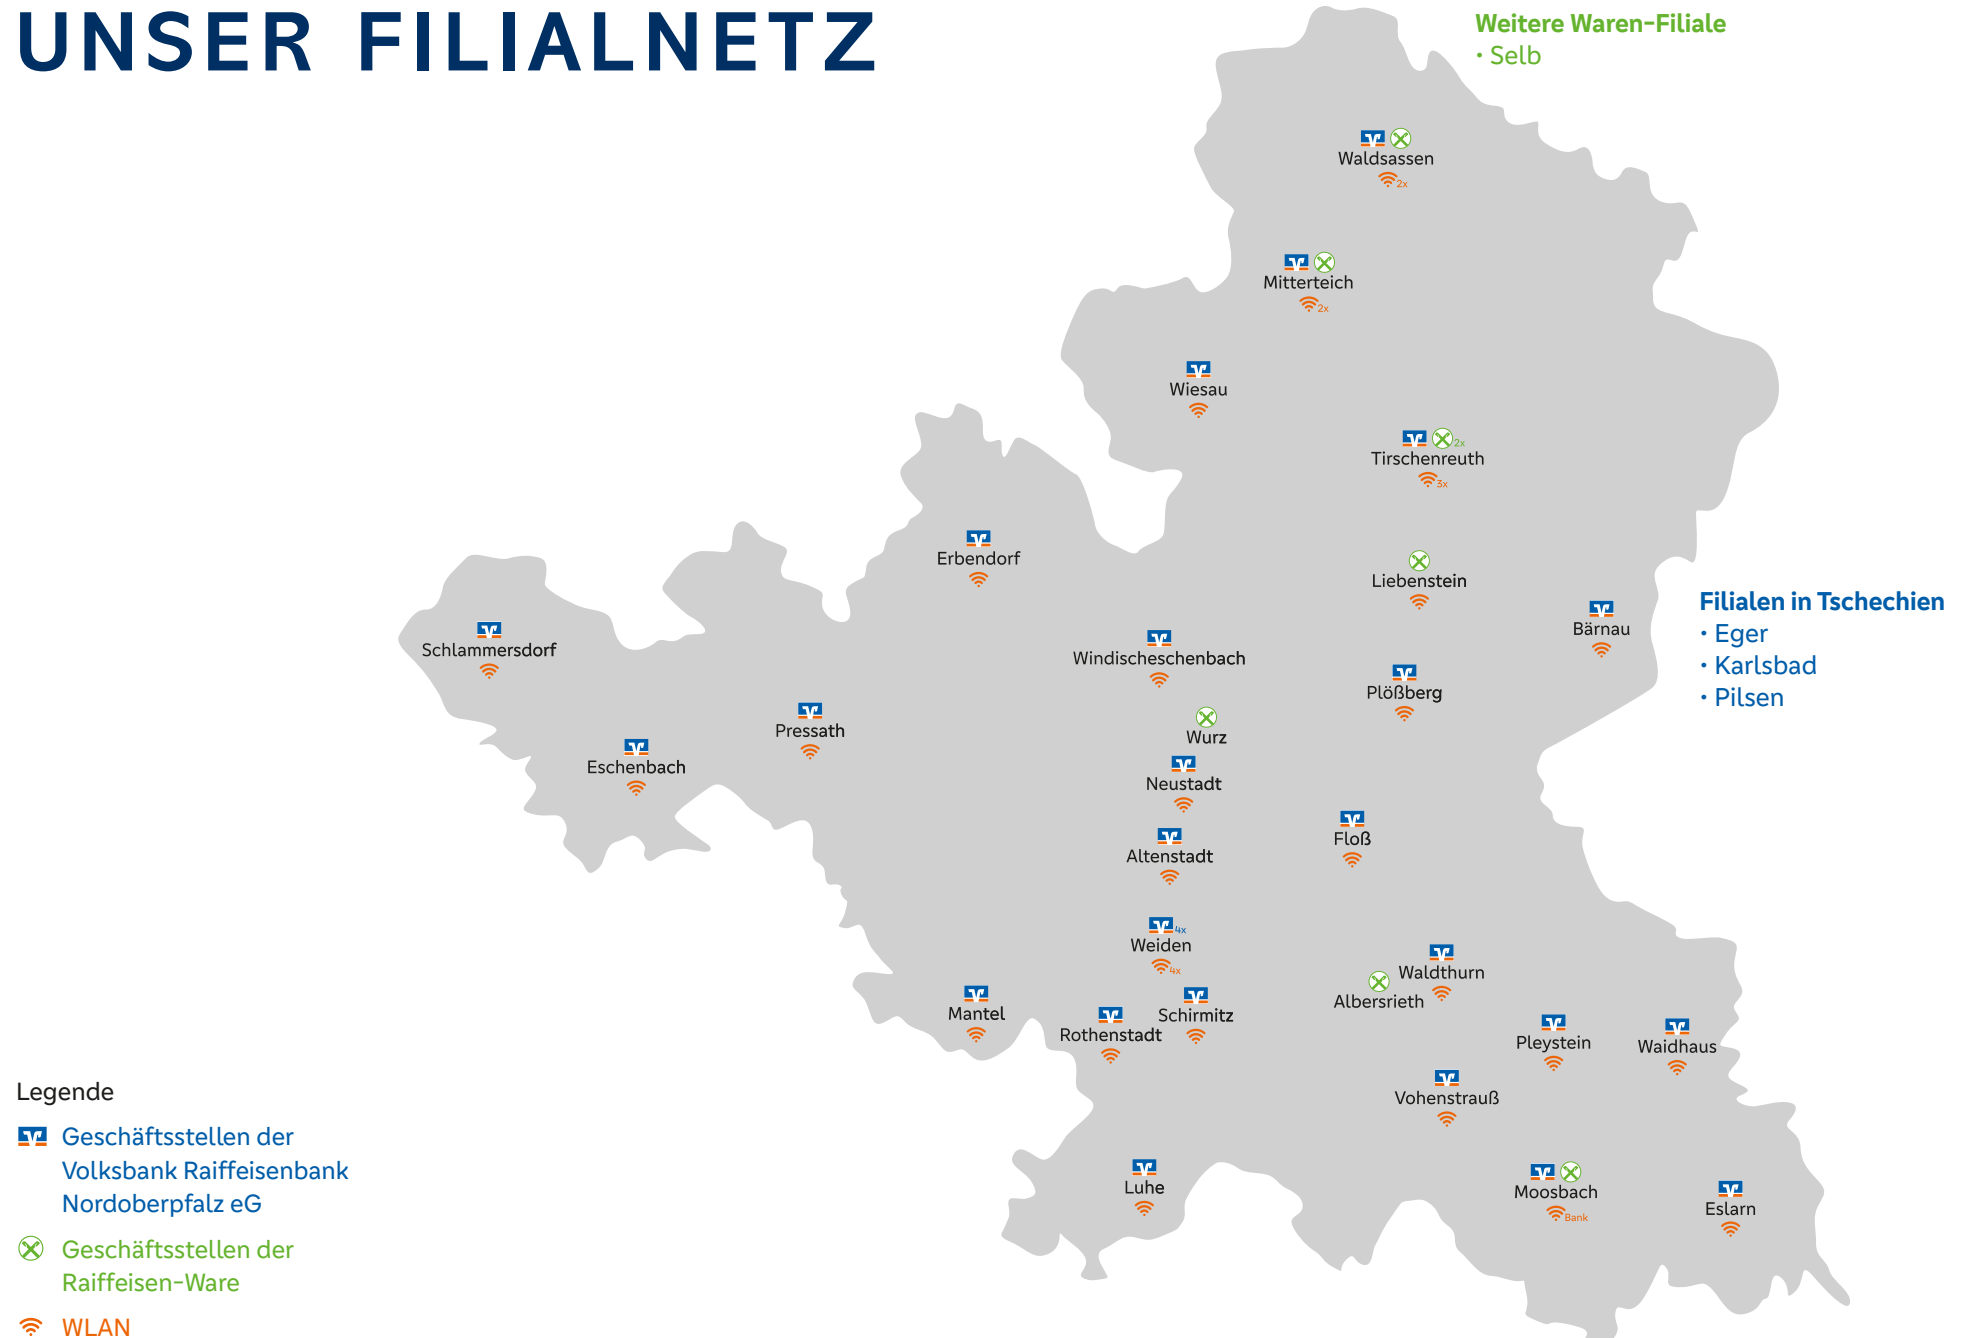 UNSER FILIALNETZ
Weitere Waren-Filiale
· Selb
Waldsassen
2x
Mitterteich
2x
Wiesau
2x
Tirschenreuth
3x
Erbendorf
Liebenstein
Bärnau
Filialen in Tschechien
· Eger
· Karlsbad
· Pilsen
Schlammersdorf
Windischeschenbach
Plößberg
Pressath
Wurz
Eschenbach
Neustadt
Floß
Altenstadt
4x
Weiden
4x
Waldthurn
Albersrieth
Mantel
Schirmitz
Rothenstadt
Pleystein
Waidhaus
Vohenstrauß
Luhe
Moosbach
Bank
Eslarn
Legende
Geschäftsstellen der
Volksbank Raiffeisenbank
Nordoberpfalz eG
Geschäftsstellen der
Raiffeisen-Ware
WLAN